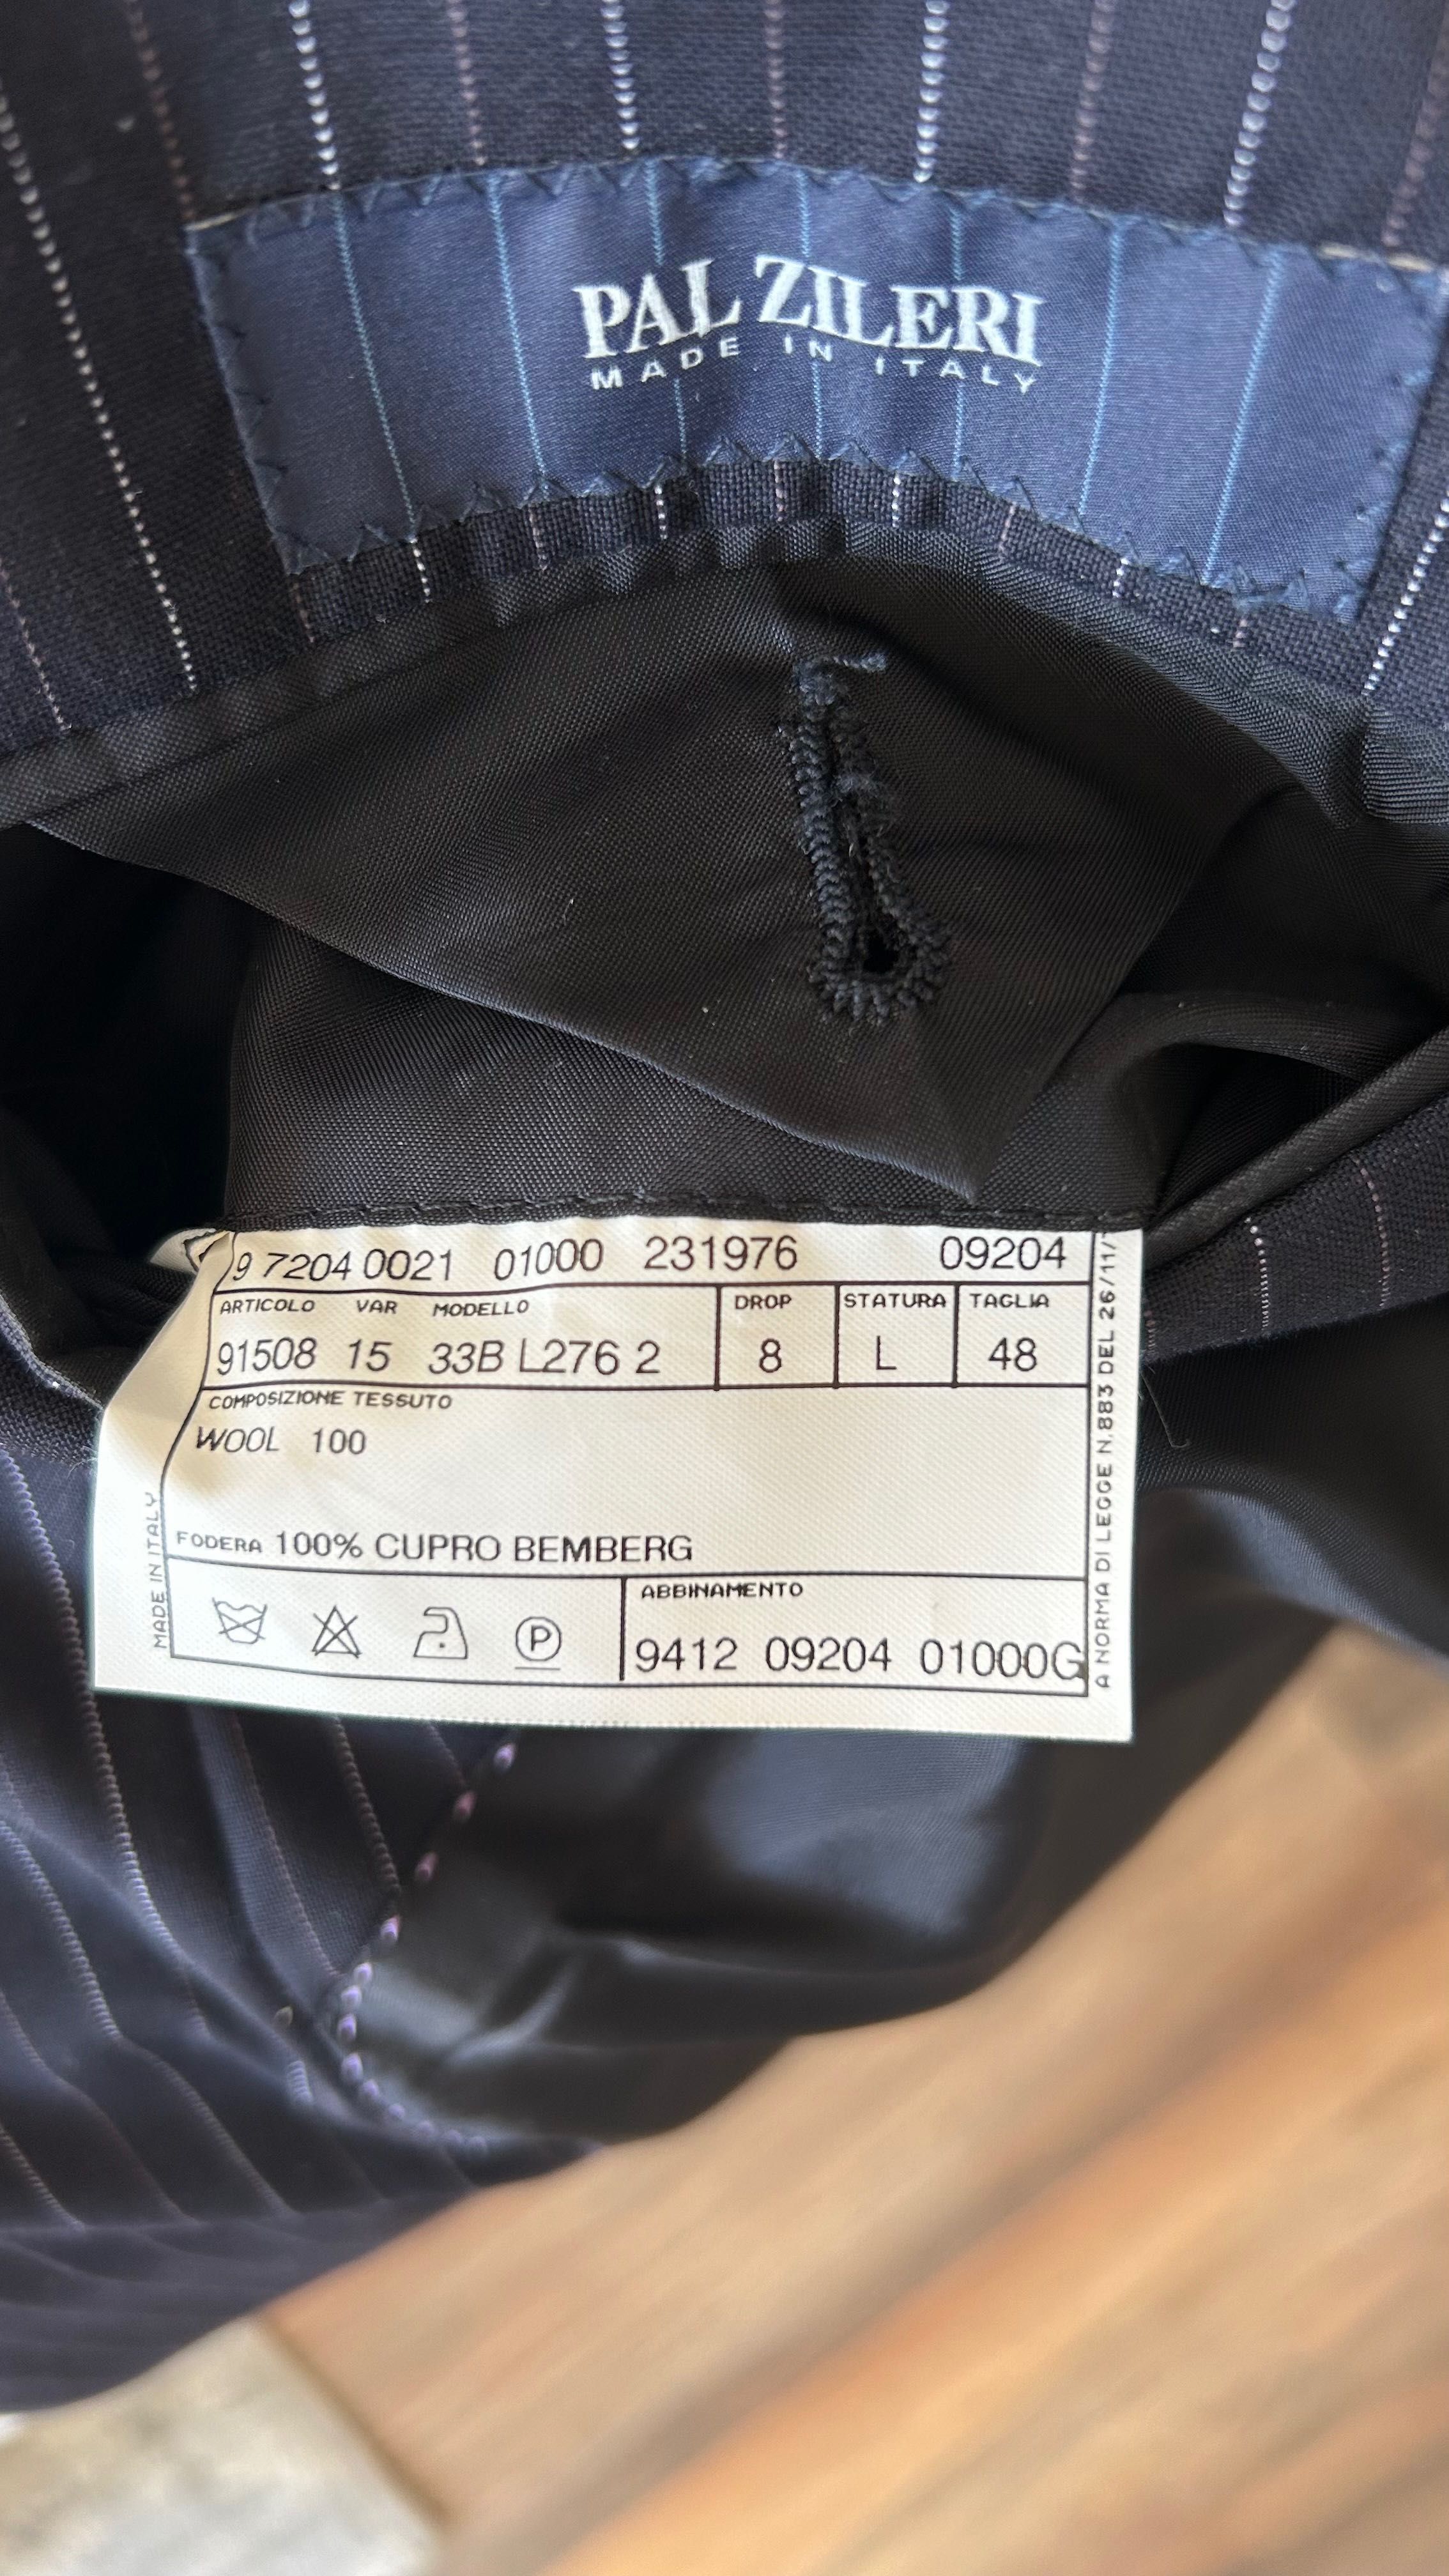 PAL ZILERI
MADE IN ITALY
9 7204 0021 01000 231976 09204
ARTICOLO VAR MODELLO DROP STATURA TAGLIA
91508 15 33B L276 2 8 L 48
COMPOSIZIONE TESSUTO
WOOL 100
FODERA 100% CUPRO BEMBERG
ABBINAMENTO
P
9412 09204 01000G
MADE IN ITALY
A NORMA DI LEGGE N.883 DEL 26/11/